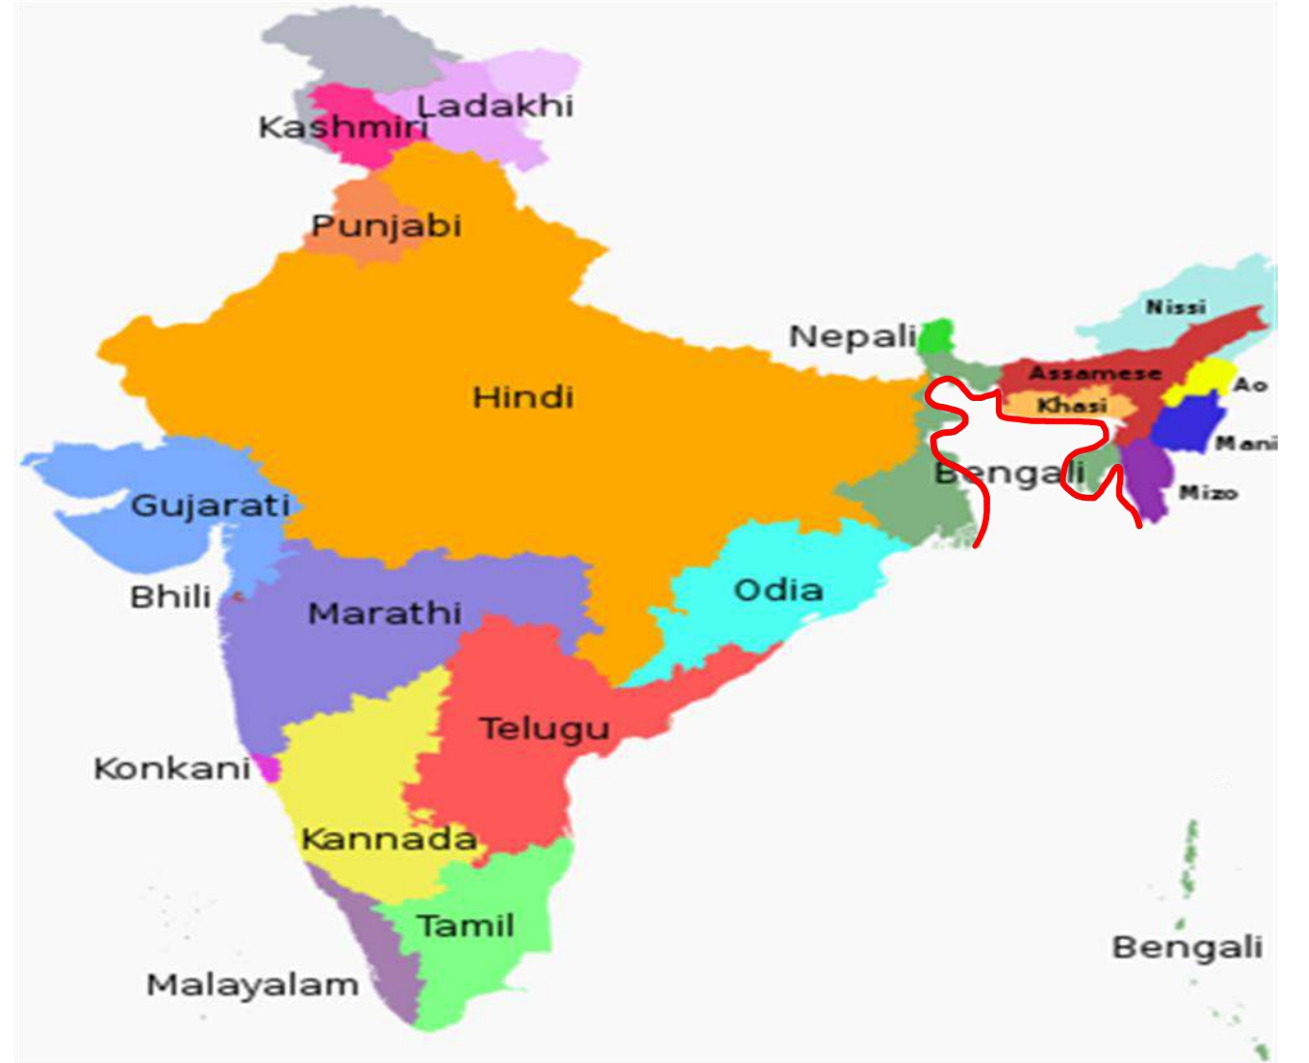 Ladakhi
Kashmiri
Punjabi
Nissi
Nepali
Assamese
Ao
Hindi
Khasi
Mani
Bengali
Mizo
Gujarati
Odia
Bhili
Marathi
Telugu
Konkani
Kannada
Tamil
Bengali
Malayalam